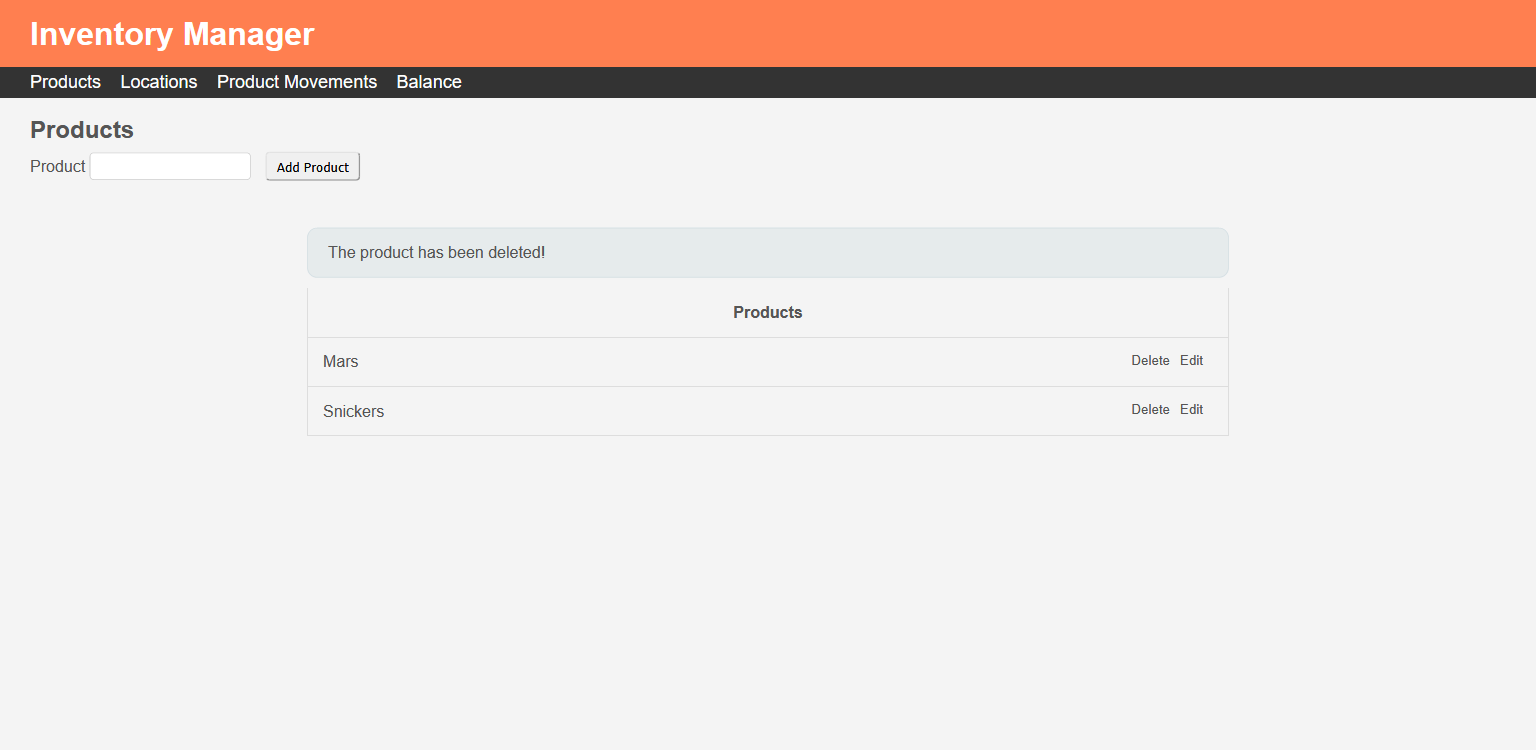 Inventory Manager
Products Locations Product Movements Balance
Products
Product Add Product
The product has been deleted!
Products
Mars Delete Edit
Snickers Delete Edit